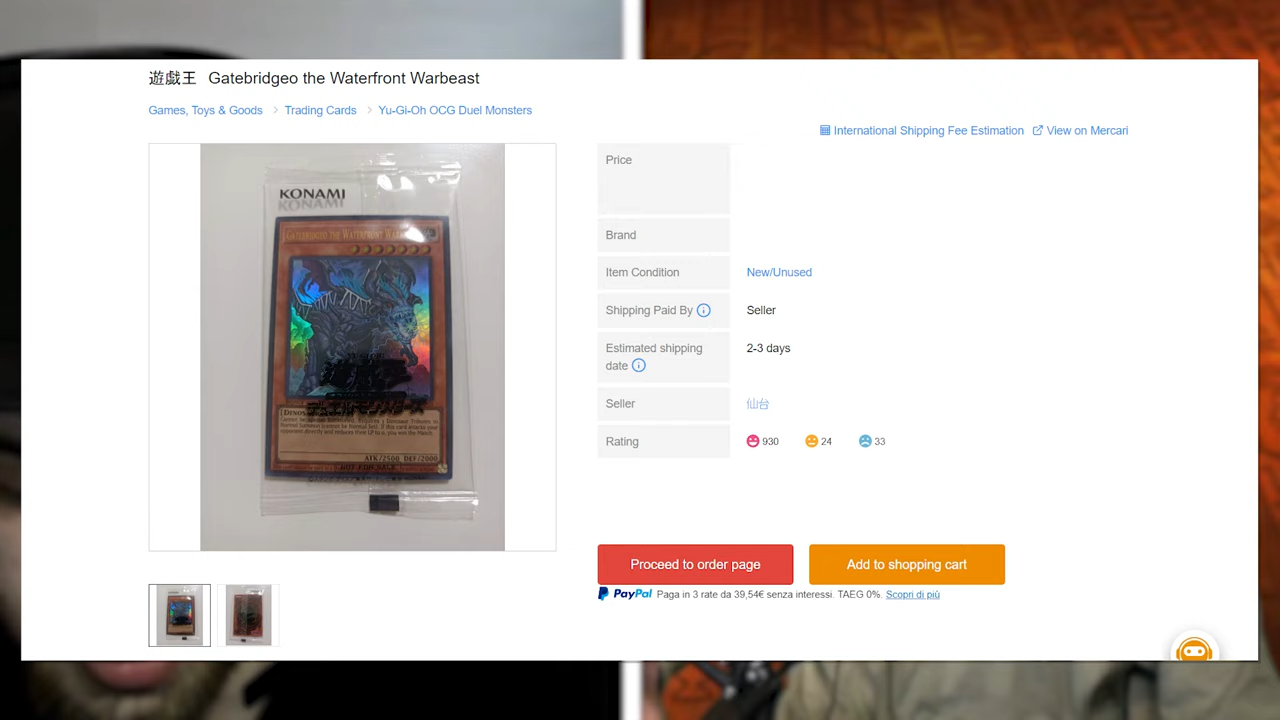 遊戯王 Gatebridgeo the Waterfront Warbeast
Games, Toys & Goods > Trading Cards > Yu-Gi-Oh OCG Duel Monsters
International Shipping Fee Estimation View on Mercari
KONAMI
GATEBRIDGEO THE WATERFRONT
ATK/2500 DEF/2000
Price
Brand
Item Condition New/Unused
Shipping Paid By Seller
Estimated shipping date 2-3 days
Seller 仙台
Rating 930 24 33
Proceed to order page Add to shopping cart
PayPal Paga in 3 rate da 39,54€ senza interessi. TAEG 0%. Scopri di più